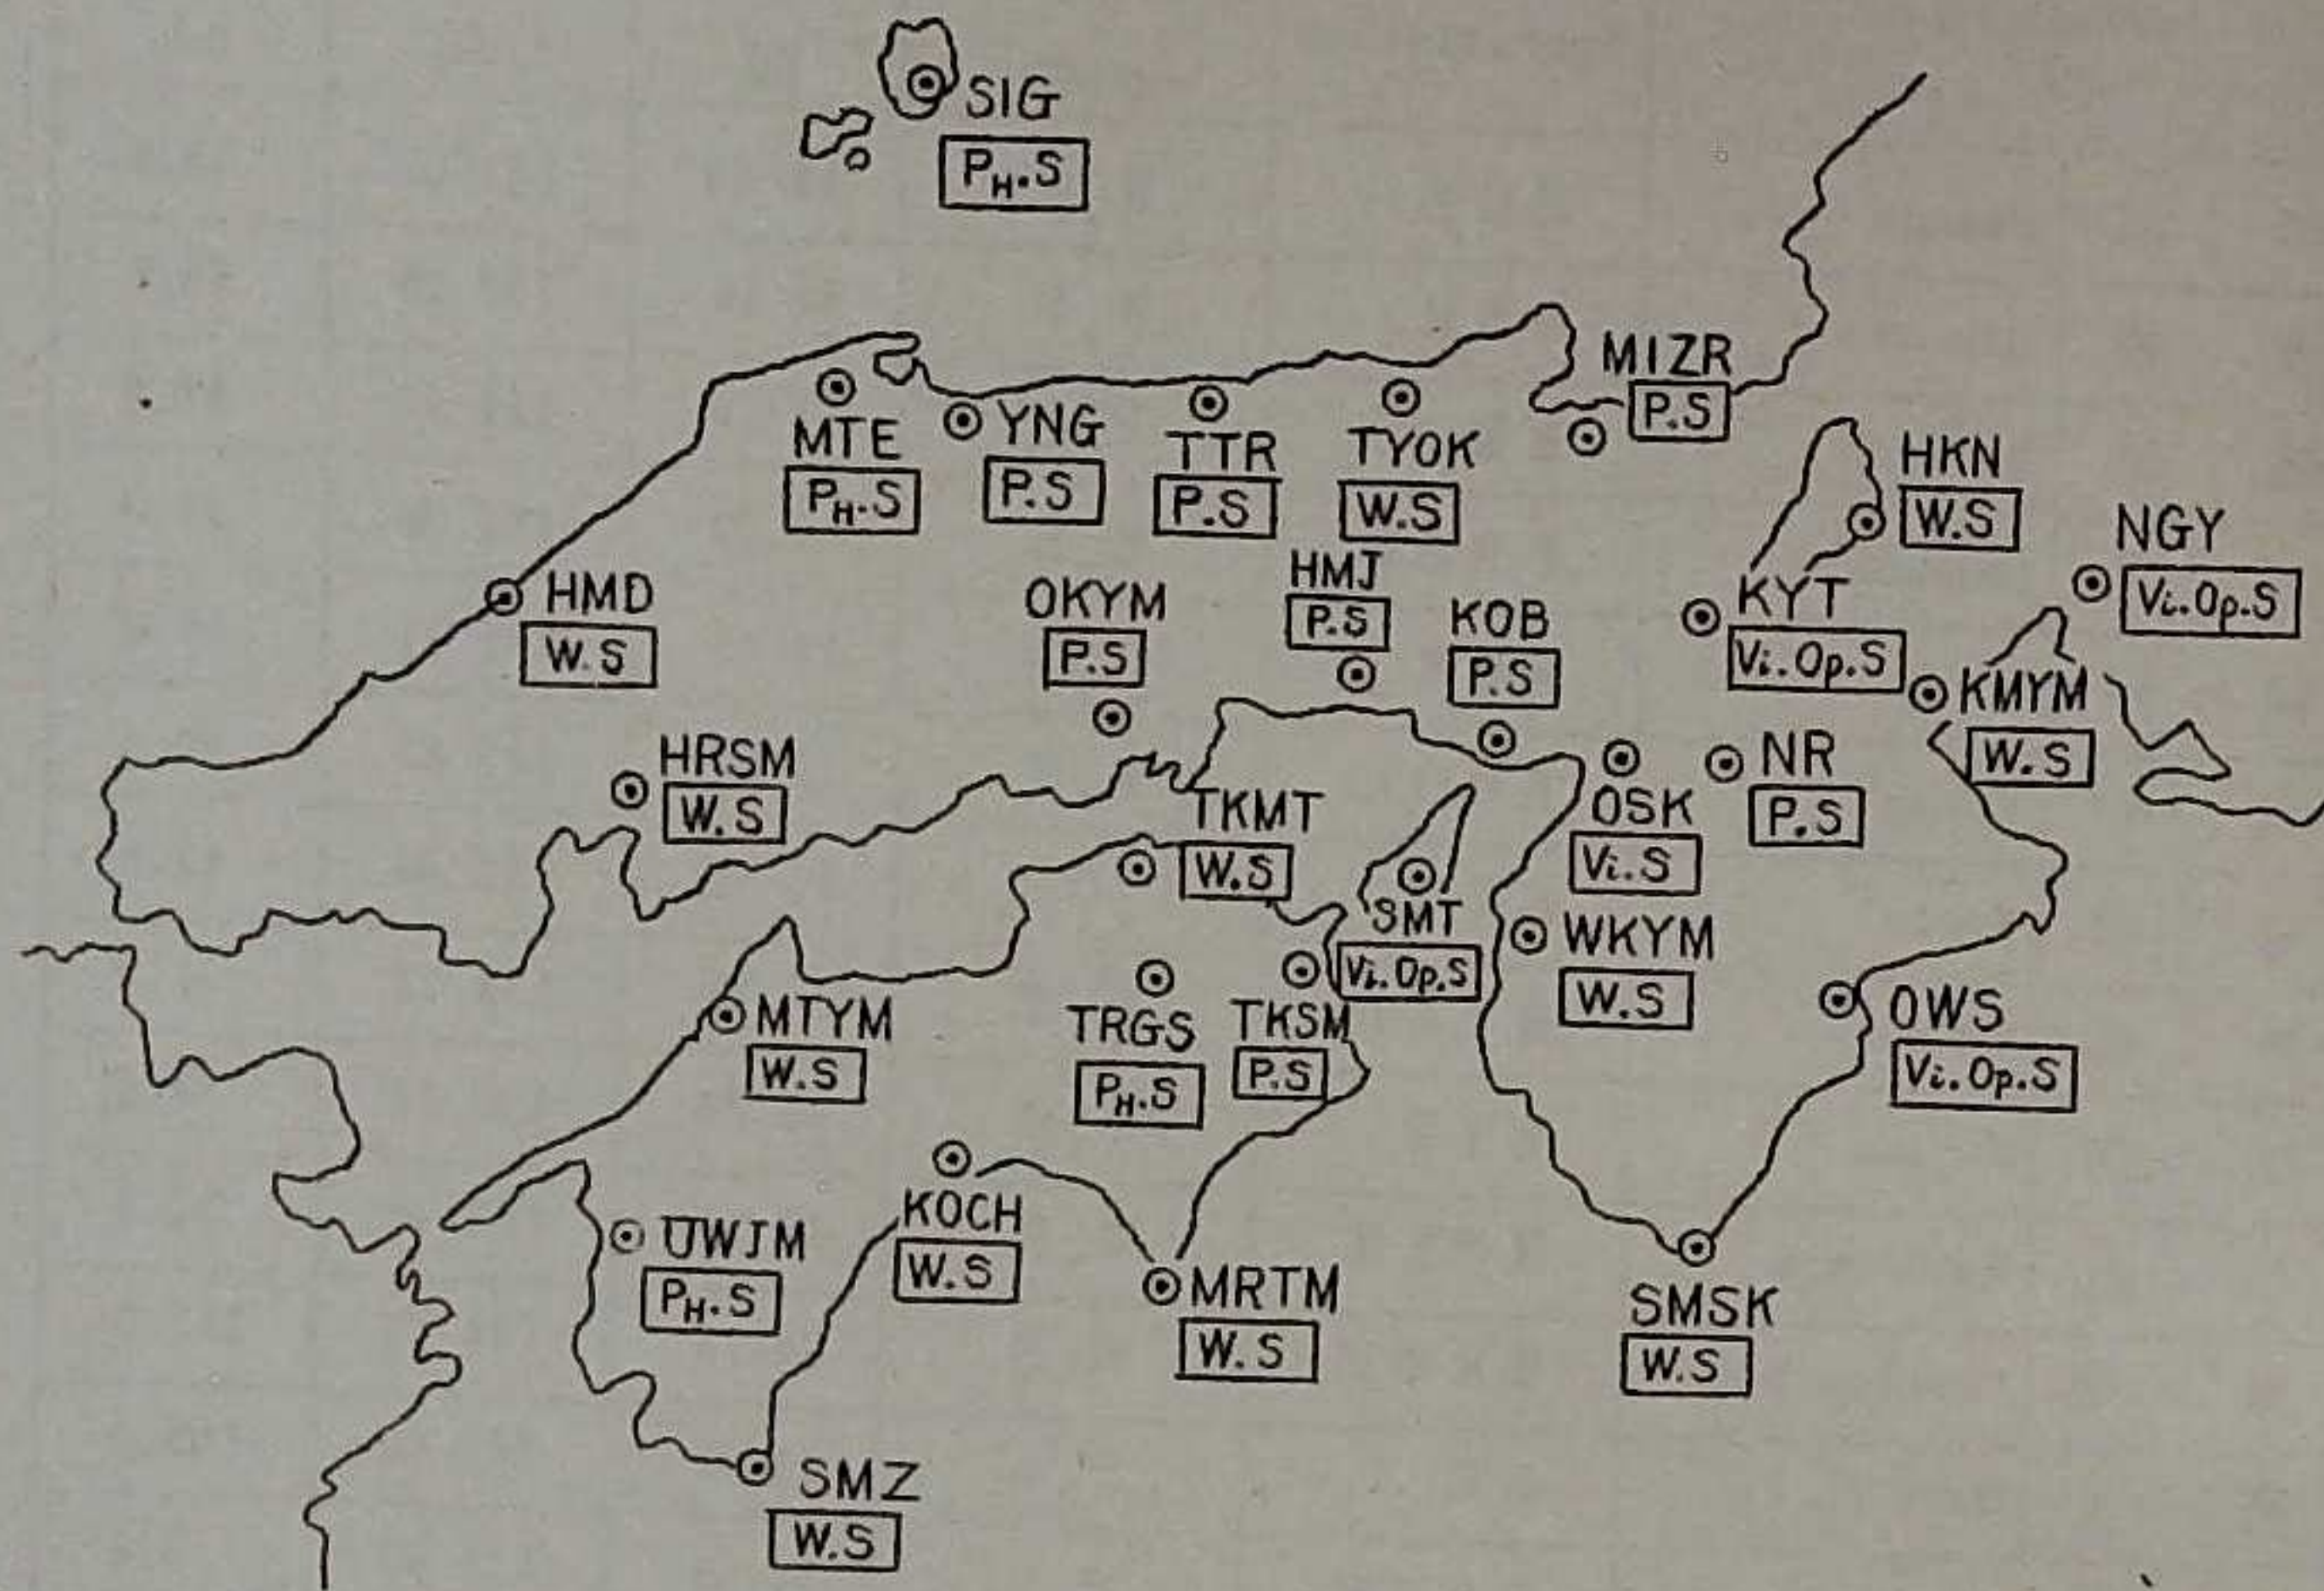 SIG
PH.S
MIZR
P.S
MTE
PH.S
YNG
P.S
TTR
P.S
TYOK
W.S
HKN
W.S
NGY
Vi.Op.S
HMD
W.S
OKYM
P.S
HMJ
P.S
KOB
P.S
KYT
Vi.Op.S
KMYM
W.S
HRSM
W.S
TKMT
W.S
OSK
Vi.S
NR
P.S
SMT
Vi.Op.S
WKYM
W.S
MTYM
W.S
TRGS
PH.S
TKSM
P.S
OWS
Vi.Op.S
UWJM
PH.S
KOCH
W.S
MRTM
W.S
SMSK
W.S
SMZ
W.S